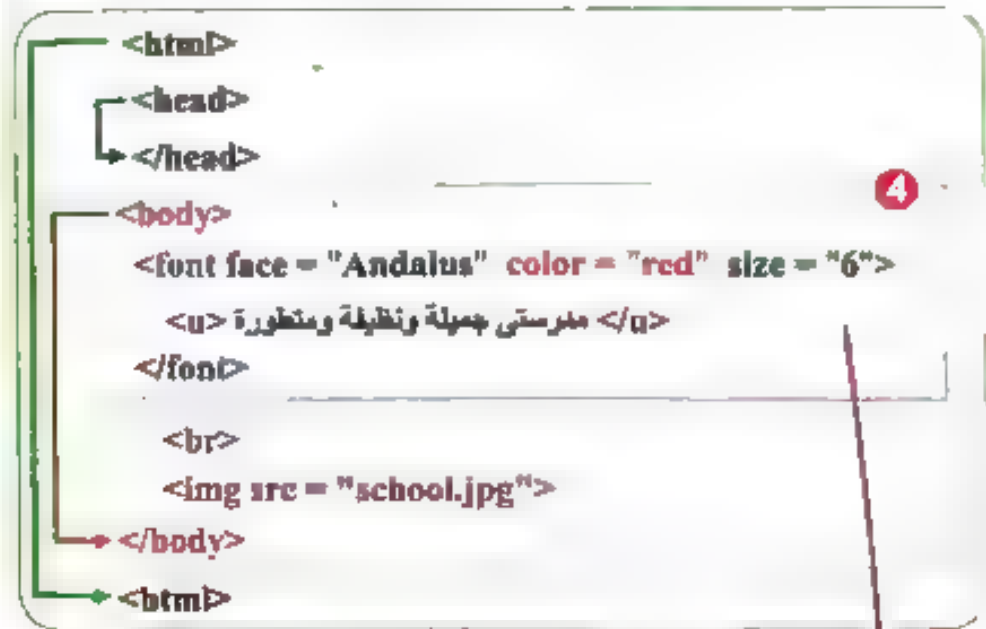 <html>
<head>
</head>
4
<body>
<font face = "Andalus" color = "red" size = "6">
<u> مدرستى جميلة ونظيفة ومتطورة </u>
</font>
<br>
<img src = "school.jpg">
</body>
<html>